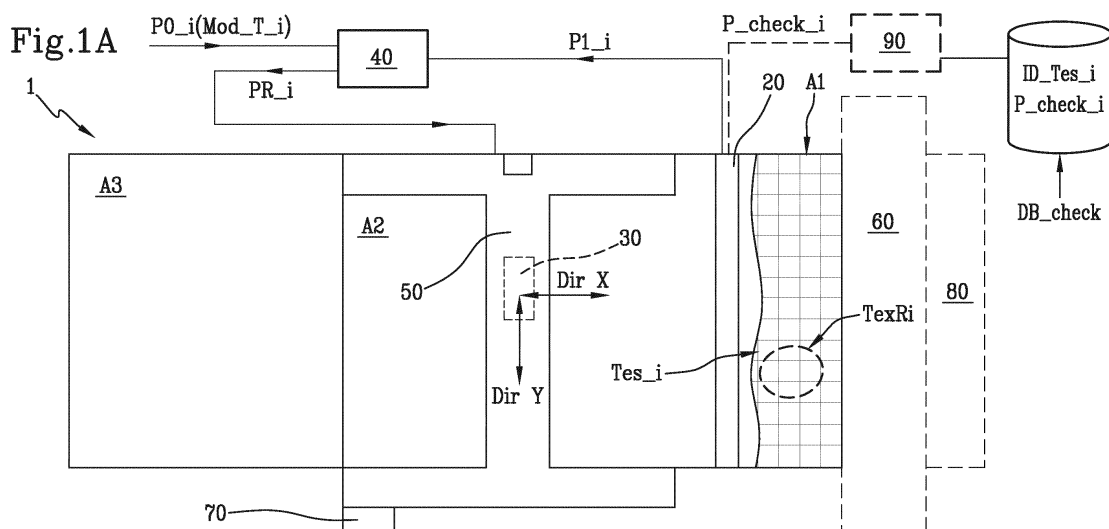 Fig.1A
P0_i(Mod_T_i)
40
P1_i
P_check_i
90
ID_Tes_i
P_check_i
PR_i
1
20
A1
DB_check
A3
A2
60
50
30
Dir X
80
TexRi
Tes_i
Dir Y
70